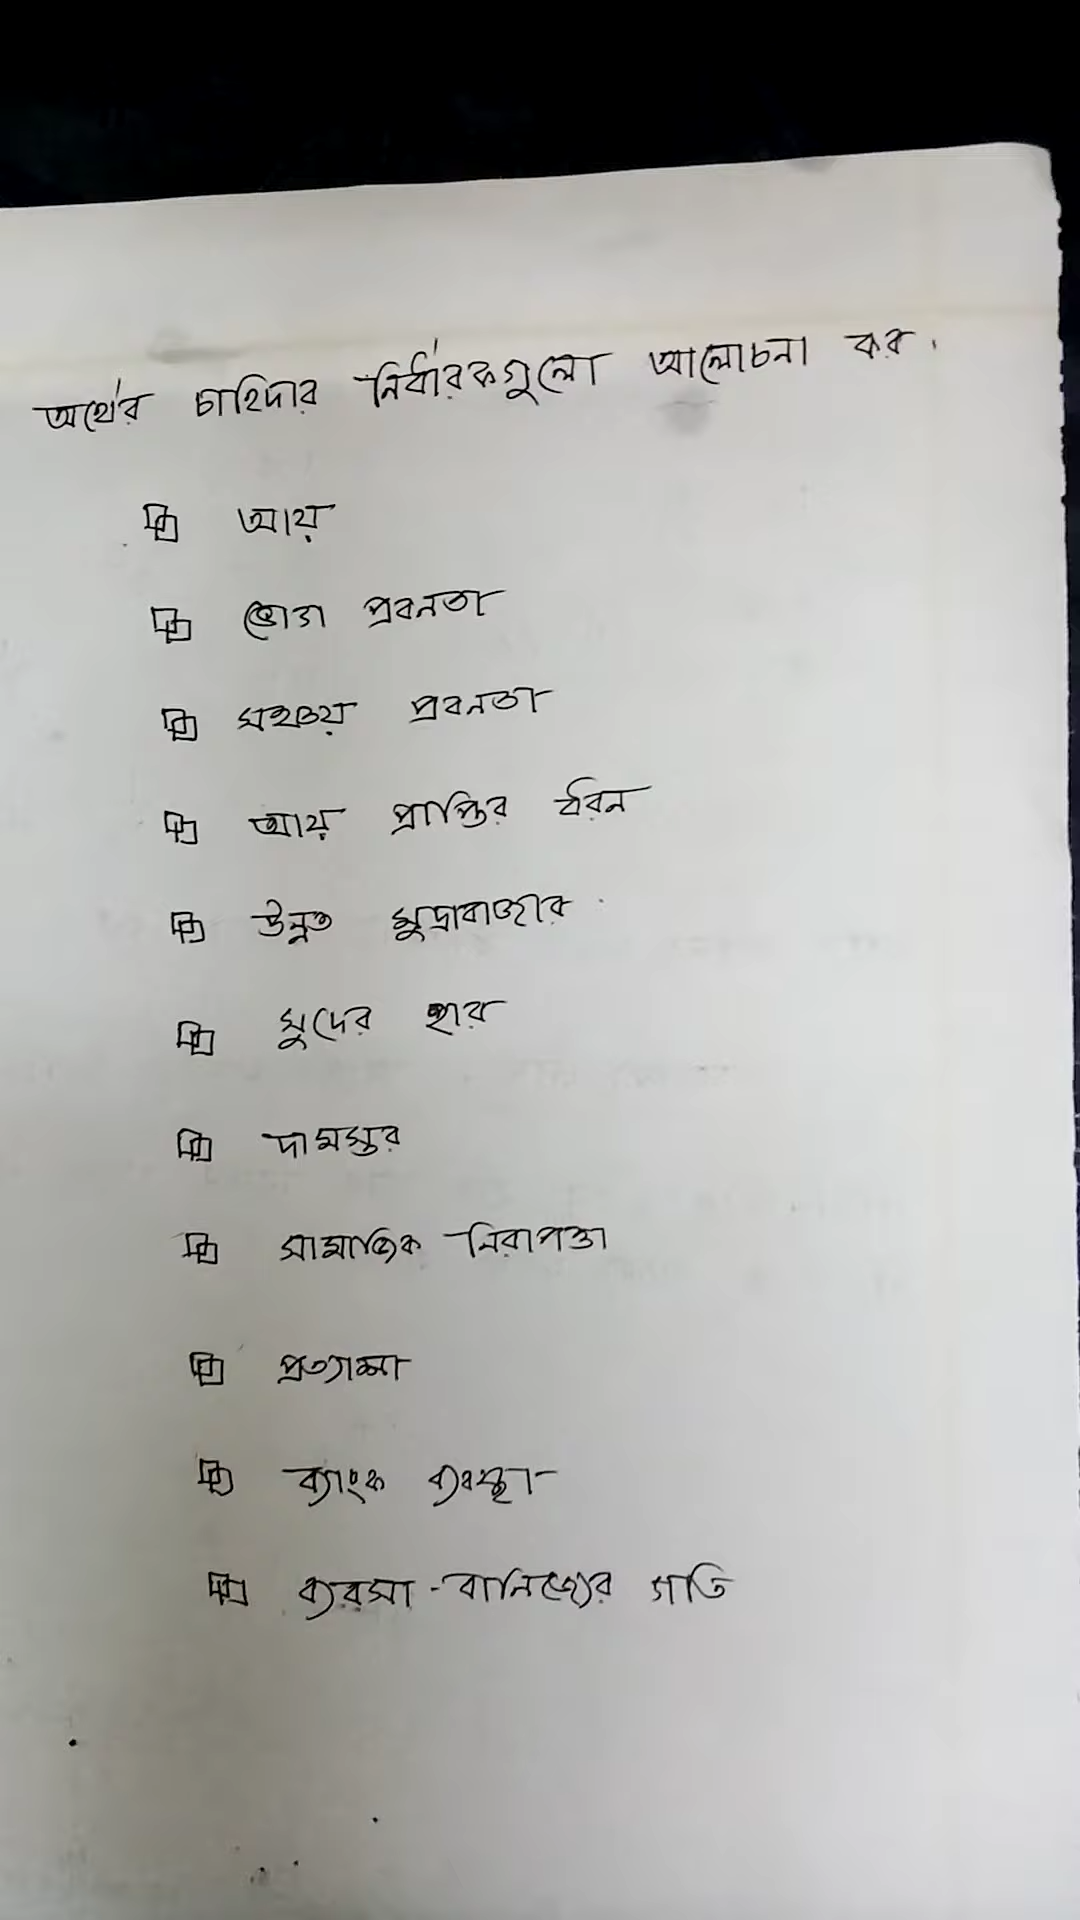 অর্থের চাহিদার নির্ধারকগুলো আলোচনা কর.
আয়
ভোগ প্রবনতা
সঞ্চয় প্রবনতা
আয় প্রাপ্তির ধরন
উন্নত মুদ্রাবাজার
সুদের হার
দামস্তর
সামাজিক নিরাপত্তা
প্রত্যাশা
ব্যাংক ব্যবস্থা
ব্যবসা-বানিজ্যের গতি